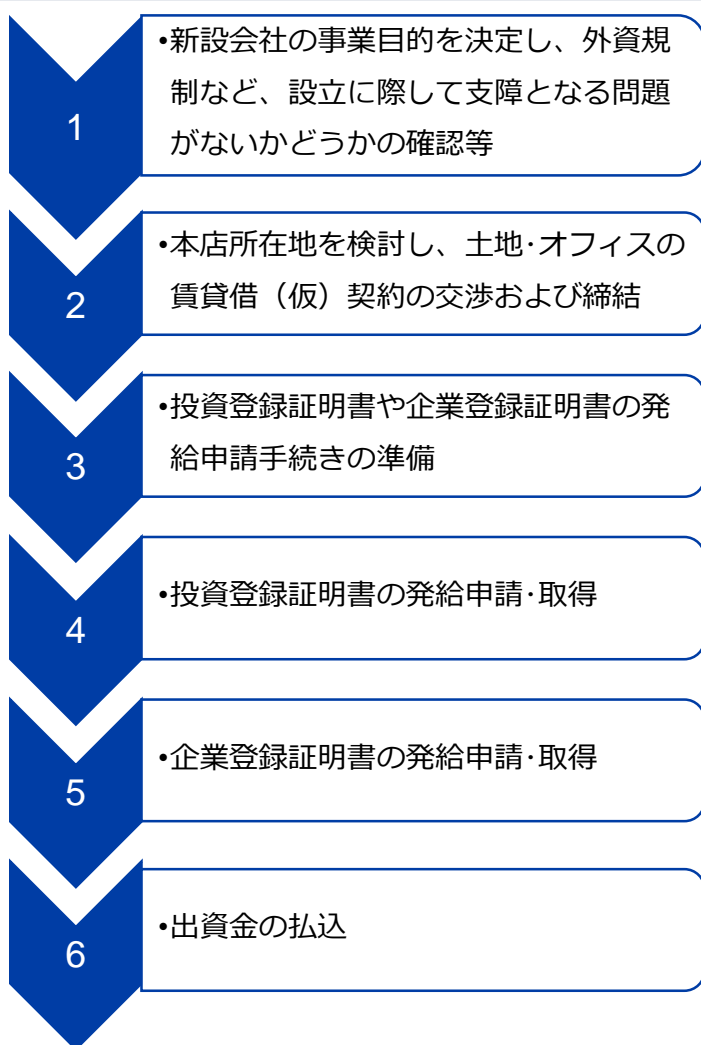 1
•新設会社の事業目的を決定し、外資規
制など、設立に際して支障となる問題
がないかどうかの確認等
2
•本店所在地を検討し、土地･オフィスの
賃貸借（仮）契約の交渉および締結
3
•投資登録証明書や企業登録証明書の発
給申請手続きの準備
4
•投資登録証明書の発給申請･取得
5
•企業登録証明書の発給申請･取得
6
•出資金の払込